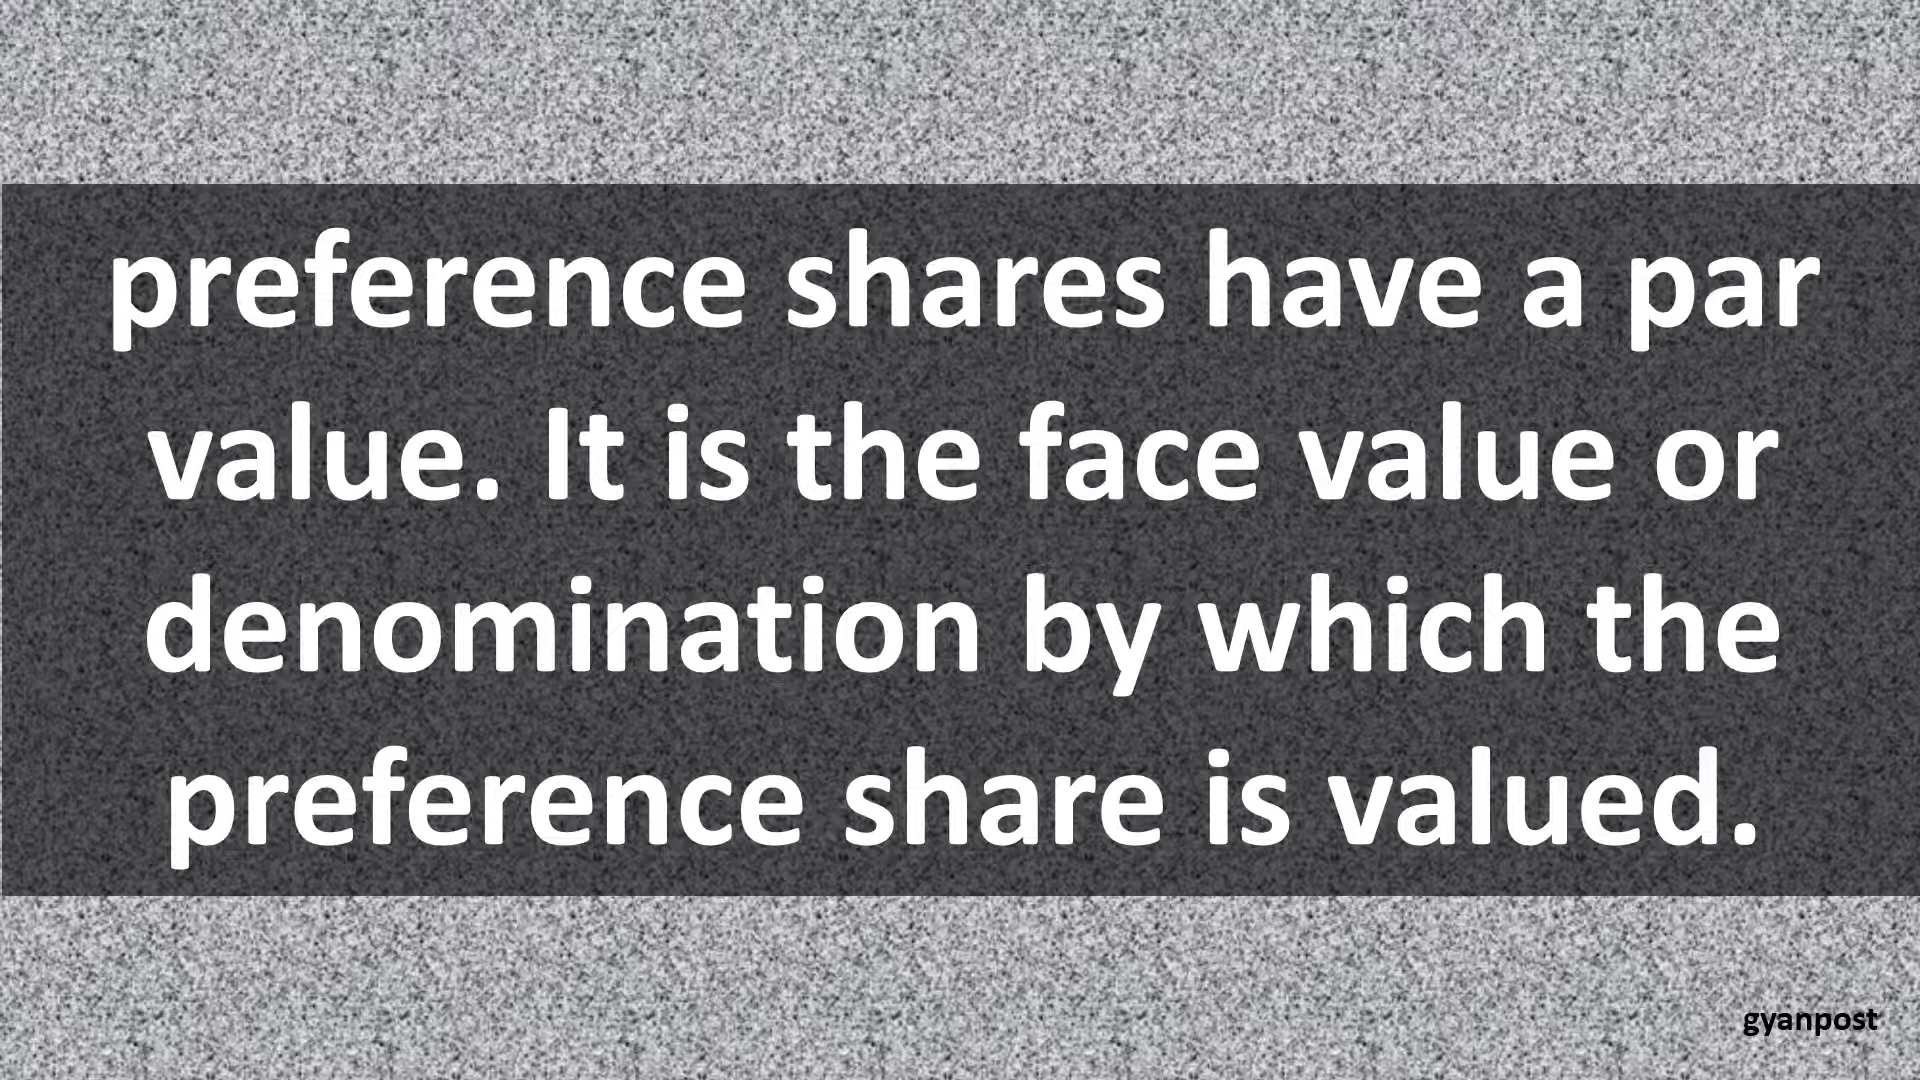 preference shares have a par
value. It is the face value or
denomination by which the
preference share is valued.
gyanpost